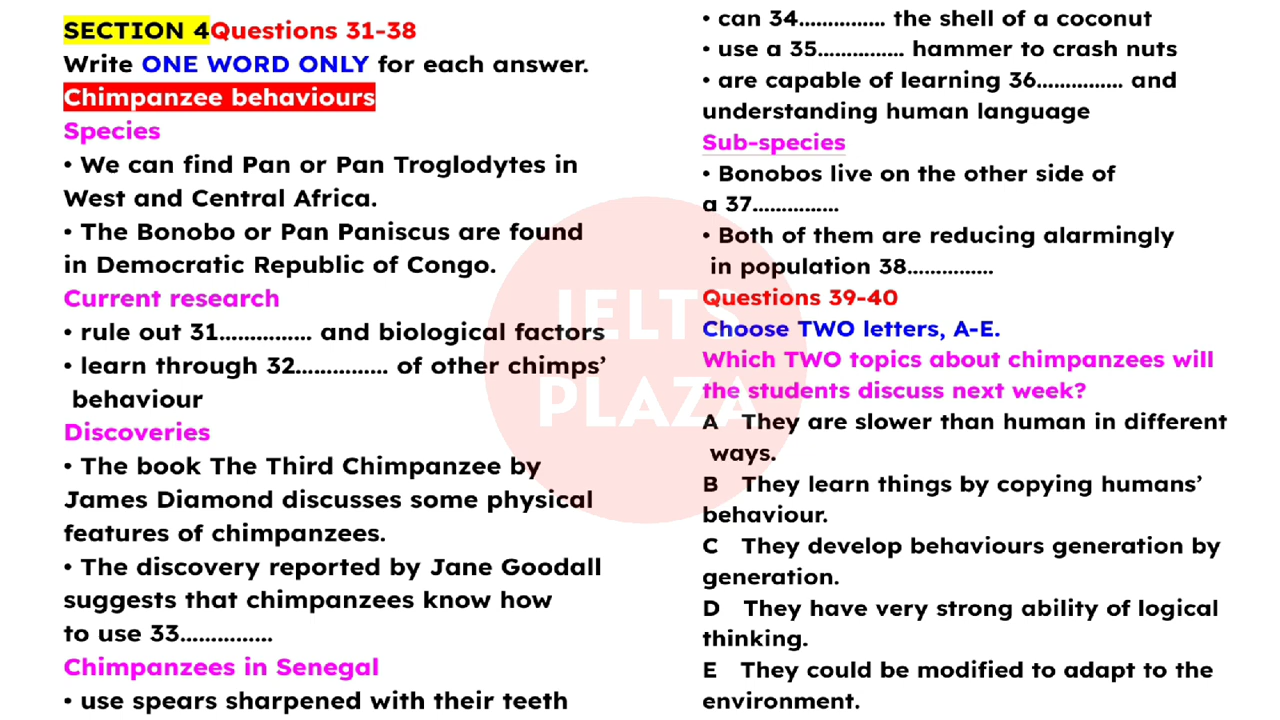 SECTION 4Questions 31-38
Write ONE WORD ONLY for each answer.
Chimpanzee behaviours
Species
• We can find Pan or Pan Troglodytes in
West and Central Africa.
• The Bonobo or Pan Paniscus are found
in Democratic Republic of Congo.
Current research
• rule out 31............... and biological factors
• learn through 32............... of other chimps’
behaviour
Discoveries
• The book The Third Chimpanzee by
James Diamond discusses some physical
features of chimpanzees.
• The discovery reported by Jane Goodall
suggests that chimpanzees know how
to use 33...............
Chimpanzees in Senegal
• use spears sharpened with their teeth
• can 34............... the shell of a coconut
• use a 35............... hammer to crash nuts
• are capable of learning 36............... and
understanding human language
Sub-species
• Bonobos live on the other side of
a 37...............
• Both of them are reducing alarmingly
in population 38...............
Questions 39-40
Choose TWO letters, A-E.
Which TWO topics about chimpanzees will
the students discuss next week?
A They are slower than human in different
ways.
B They learn things by copying humans’
behaviour.
C They develop behaviours generation by
generation.
D They have very strong ability of logical
thinking.
E They could be modified to adapt to the
environment.
IELTS
PLAZA